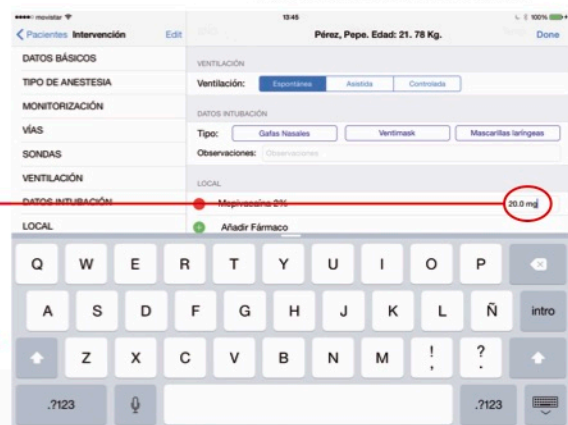 movistar 13:45 100%
Pacientes Intervención Edit Pérez, Pepe. Edad: 21. 78 Kg. Done
DATOS BÁSICOS
TIPO DE ANESTESIA
MONITORIZACIÓN
VÍAS
SONDAS
VENTILACIÓN
DATOS INTUBACIÓN
LOCAL
VENTILACIÓN
Ventilación: Espontánea Asistida Controlada
DATOS INTUBACIÓN
Tipo: Gafas Nasales Ventimask Mascarillas laríngeas
Observaciones: Observaciones
LOCAL
Mepivacaína 2% 20.0 mg
Añadir Fármaco
Q W E R T Y U I O P
A S D F G H J K L Ñ intro
Z X C V B N M ! , ? .
.?123 .?123